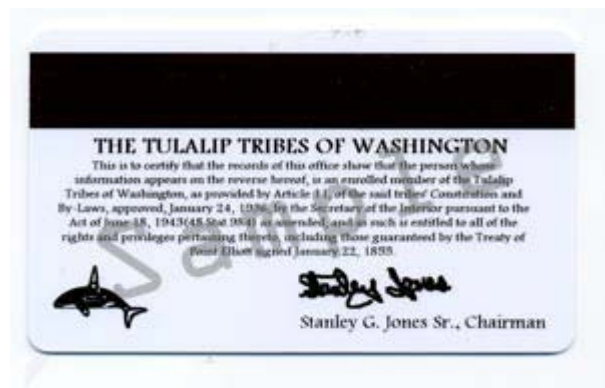 THE TULALIP TRIBES OF WASHINGTON
This is to certify that the records of this office show that the person whose
information appears on the reverse hereof, is an enrolled member of the Tulalip
Tribes of Washington, as provided by Article II, of the said tribes' Constitution and
By-Laws, approved, January 24, 1936, by the Secretary of the Interior pursuant to the
Act of June 18, 1943(48 Stat 984) as amended, and as such is entitled to all of the
rights and privileges pertaining thereto, including those guaranteed by the Treaty of
Point Elliott signed January 22, 1855.
Sample
Stanley Jones
Stanley G. Jones Sr., Chairman